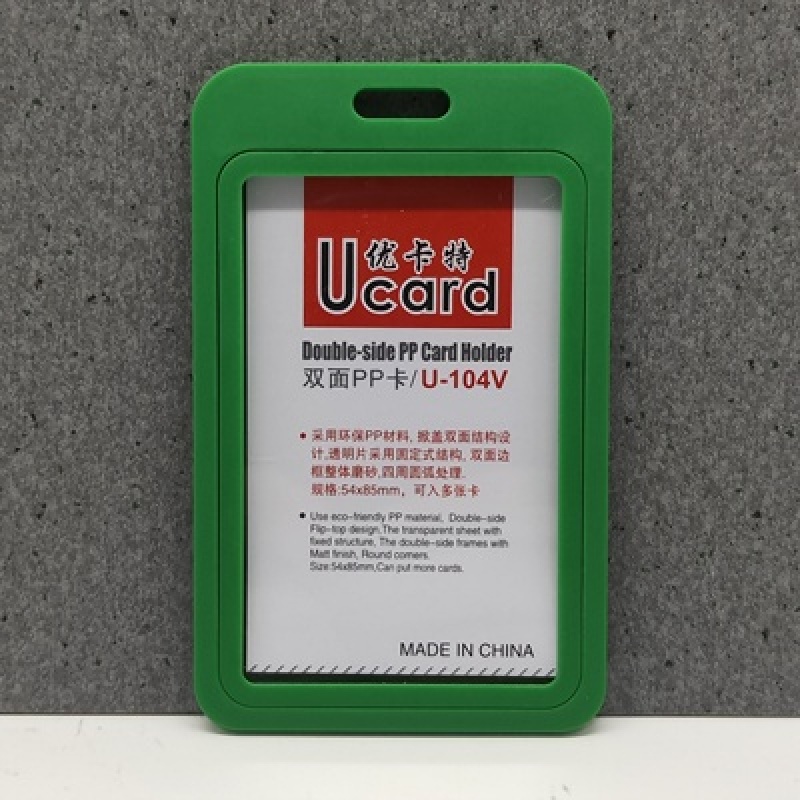 优卡特
Ucard
Double-side PP Card Holder
双面PP卡/U-104V
• 采用环保PP材料, 掀盖双面结构设
计,透明片采用固定式结构, 双面边
框整体磨砂,四周圆弧处理.
规格:54x85mm, 可入多张卡
• Use eco-friendly PP material, Double-side
Flip-top design,The transparent sheet with
fixed structure, The double-side frames with
Matt finish, Round corners.
Size:54x85mm,Can put more cards.
MADE IN CHINA